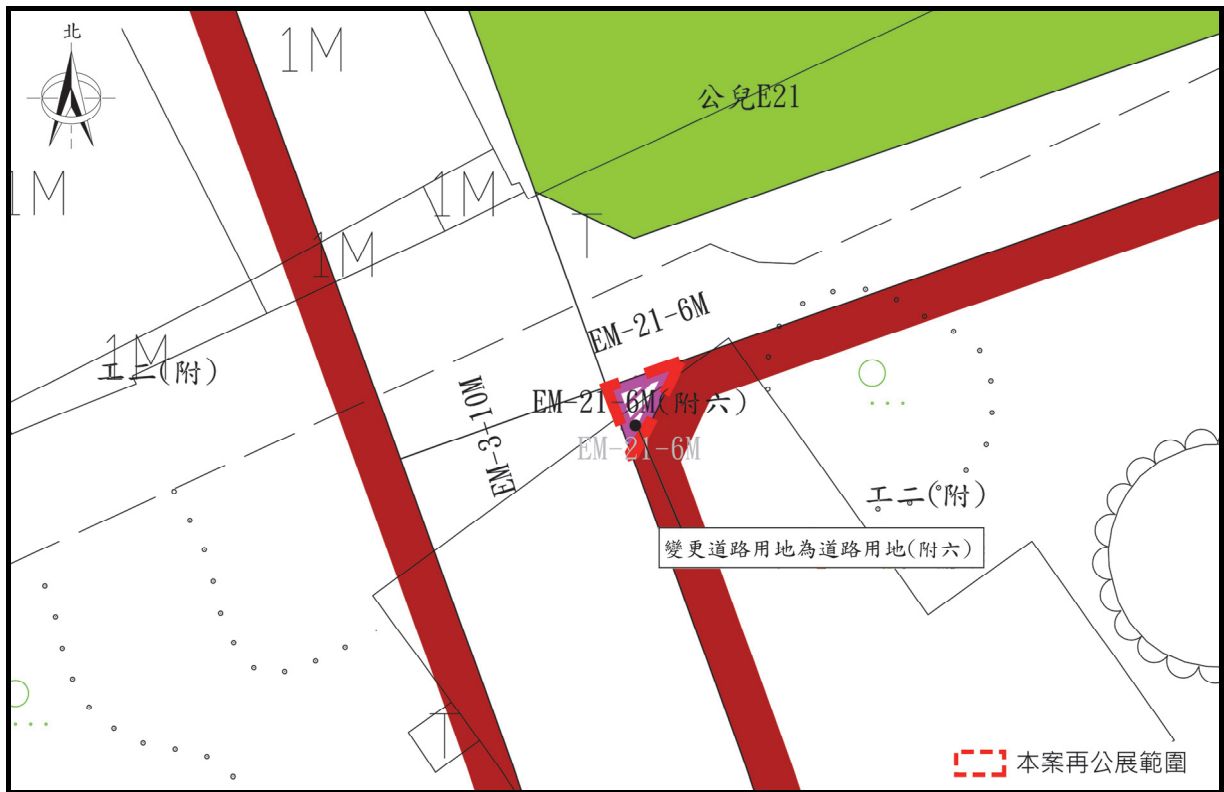 北
1M
公兒E21
1M
1M
T
1M
EM-21-6M
1M
工二(附)
EM-3-10M
EM-21-6M(附六)
EM-21-6M
工二(附)
變更道路用地為道路用地(附六)
T
本案再公展範圍